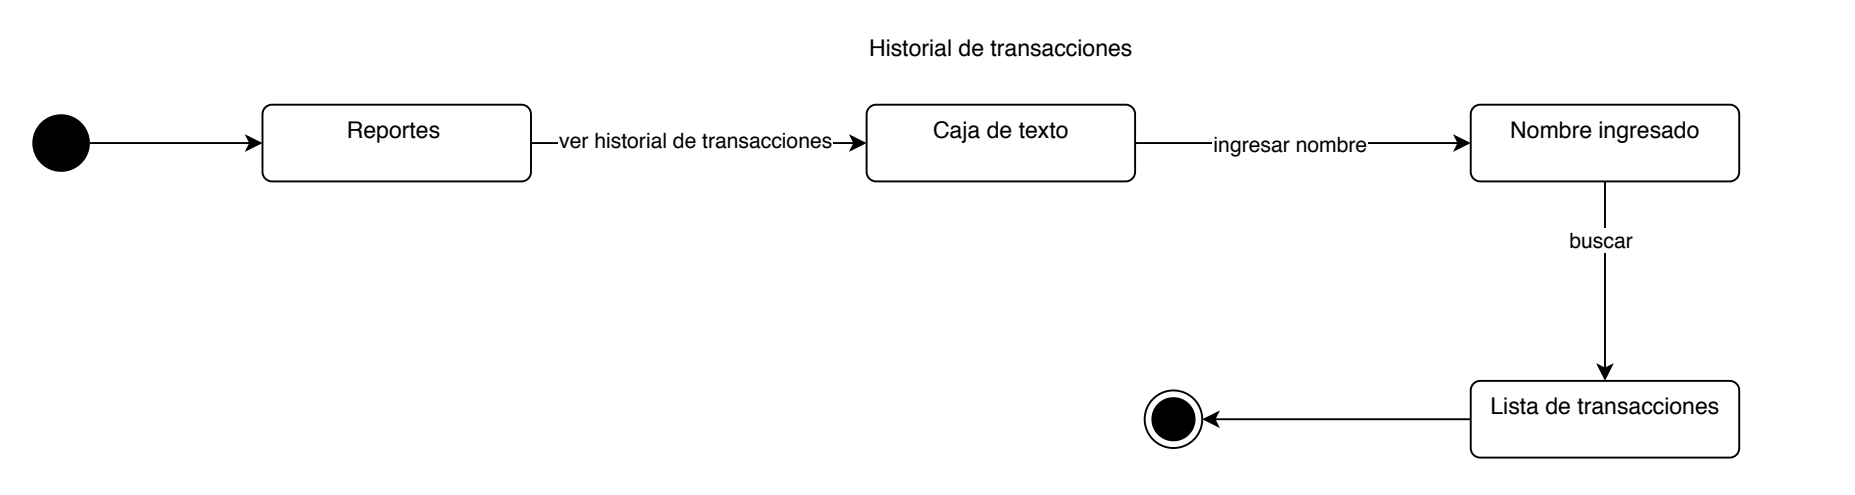 Historial de transacciones
Reportes
ver historial de transacciones
Caja de texto
ingresar nombre
Nombre ingresado
buscar
Lista de transacciones